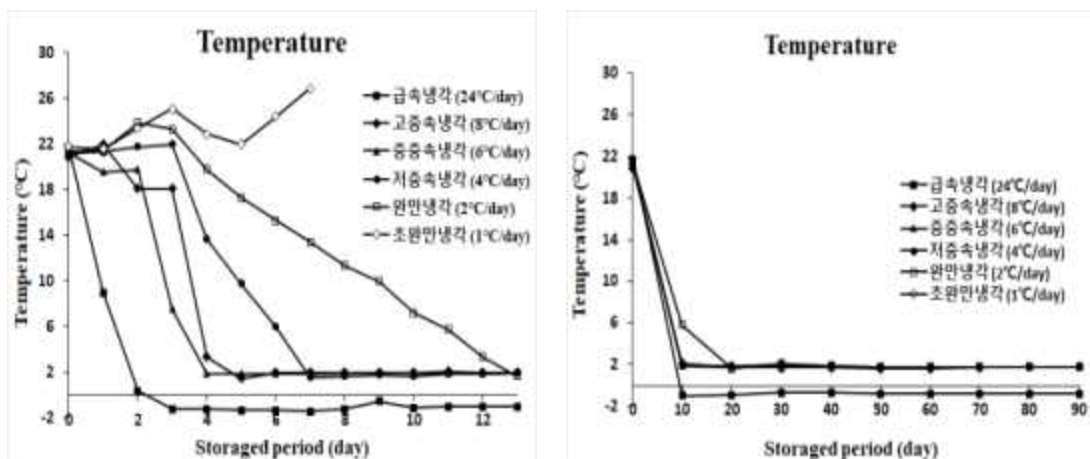 Temperature
30
26
22
18
14
10
6
2
-2
Temperature (℃)
급속냉각 (24℃/day)
고중속냉각 (8℃/day)
중중속냉각 (6℃/day)
저중속냉각 (4℃/day)
완만냉각 (2℃/day)
초완만냉각 (1℃/day)
0 2 4 6 8 10 12
Storaged period (day)
Temperature
30
26
22
18
14
10
6
2
-2
Temperature (℃)
급속냉각 (24℃/day)
고중속냉각 (8℃/day)
중중속냉각 (6℃/day)
저중속냉각 (4℃/day)
완만냉각 (2℃/day)
초완만냉각 (1℃/day)
0 10 20 30 40 50 60 70 80 90
Storaged period (day)